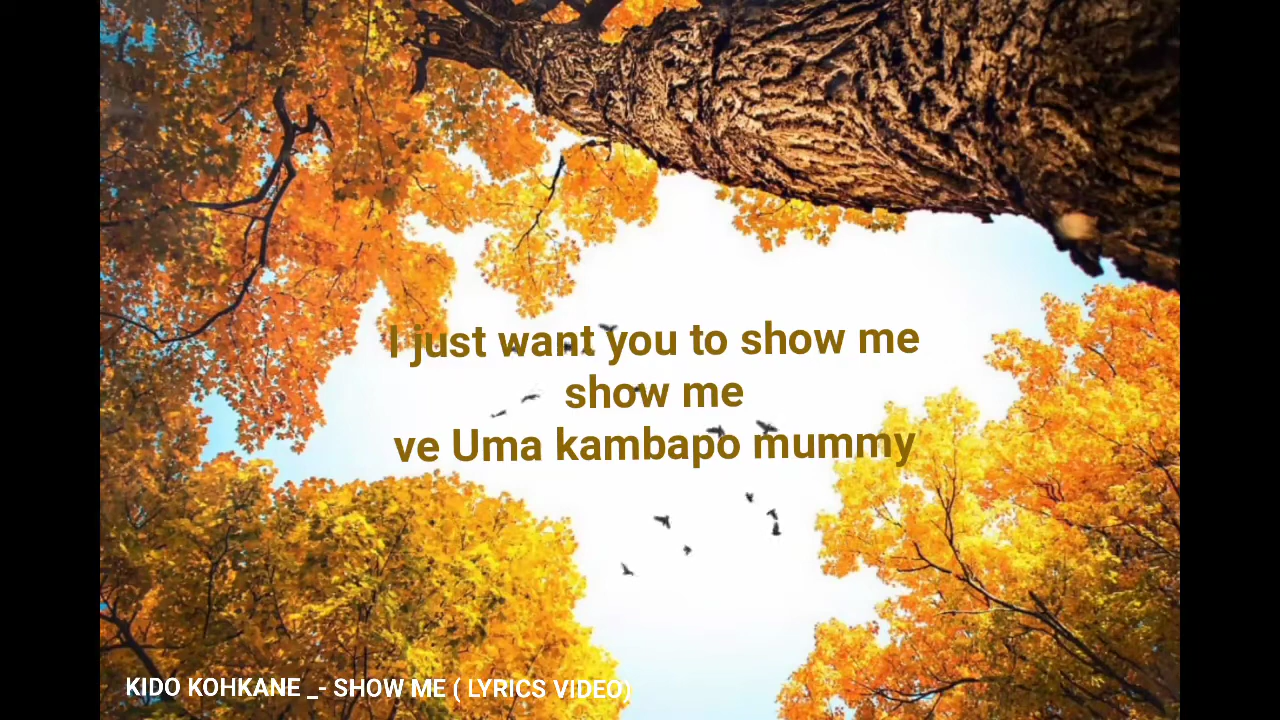 I just want you to show me
show me
ve Uma kambapo mummy
KIDO KOHKANE _- SHOW ME ( LYRICS VIDEO)